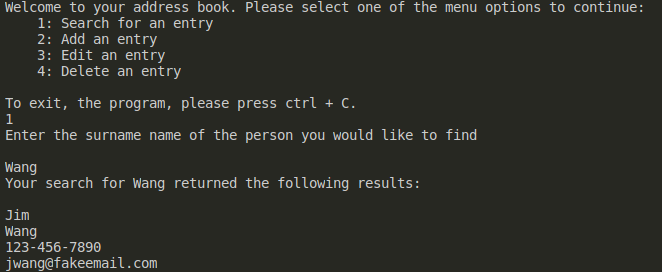 Welcome to your address book. Please select one of the menu options to continue:
1: Search for an entry
2: Add an entry
3: Edit an entry
4: Delete an entry
To exit, the program, please press ctrl + C.
1
Enter the surname name of the person you would like to find
Wang
Your search for Wang returned the following results:
Jim
Wang
123-456-7890
jwang@fakeemail.com